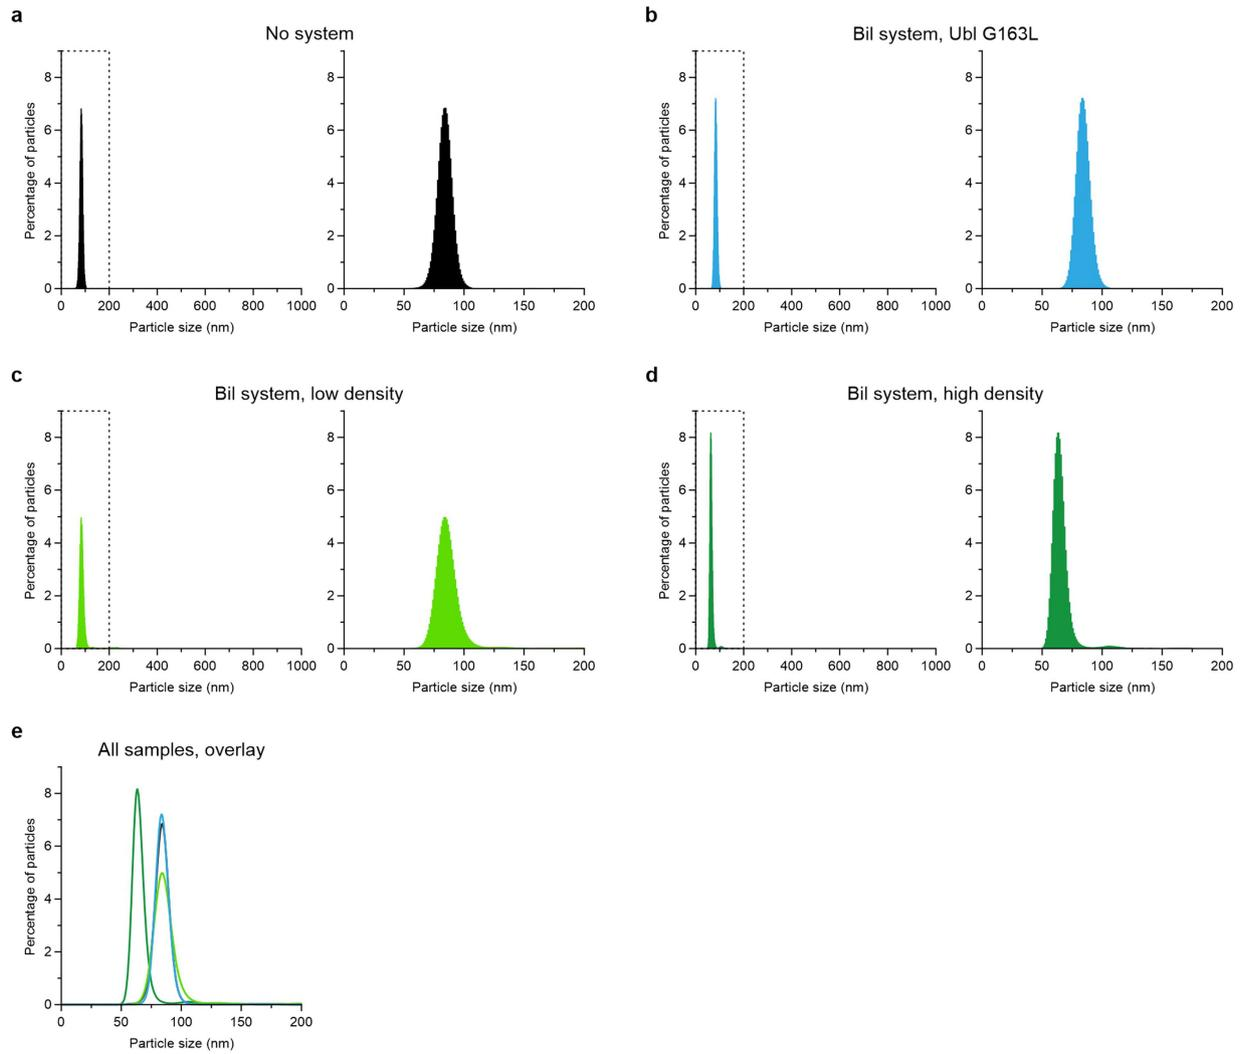 a
No system
Percentage of particles
8
6
4
2
0
0 200 400 600 800 1000
Particle size (nm)
8
6
4
2
0
0 50 100 150 200
Particle size (nm)
b
Bil system, Ubl G163L
Percentage of particles
8
6
4
2
0
0 200 400 600 800 1000
Particle size (nm)
8
6
4
2
0
0 50 100 150 200
Particle size (nm)
c
Bil system, low density
Percentage of particles
8
6
4
2
0
0 200 400 600 800 1000
Particle size (nm)
8
6
4
2
0
0 50 100 150 200
Particle size (nm)
d
Bil system, high density
Percentage of particles
8
6
4
2
0
0 200 400 600 800 1000
Particle size (nm)
8
6
4
2
0
0 50 100 150 200
Particle size (nm)
e
All samples, overlay
Percentage of particles
8
6
4
2
0
0 50 100 150 200
Particle size (nm)